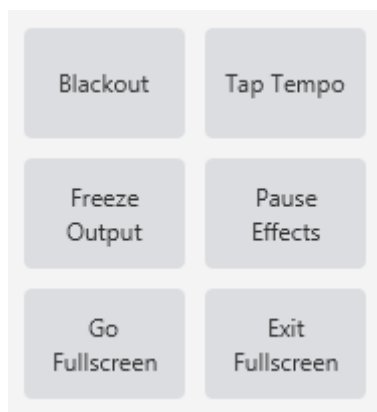 Blackout
Tap Tempo
Freeze
Output
Pause
Effects
Go
Fullscreen
Exit
Fullscreen